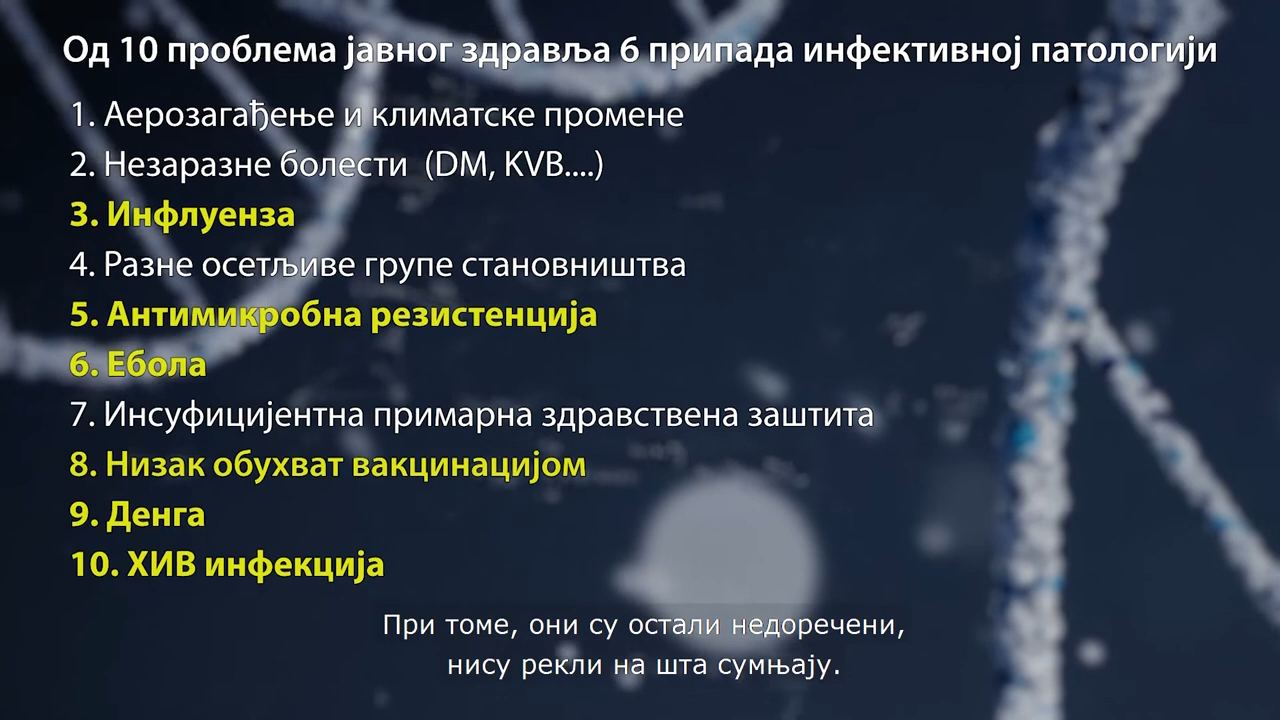 Од 10 проблема јавног здравља 6 припада инфективној патологији
1. Аерозагађење и климатске промене
2. Незаразне болести (DM, KVB....)
3. Инфлуенза
4. Разне осетљиве групе становништва
5. Антимикробна резистенција
6. Ебола
7. Инсуфицијентна примарна здравствена заштита
8. Низак обухват вакцинацијом
9. Денга
10. ХИВ инфекција
При томе, они су остали недоречени,
нису рекли на шта сумњају.